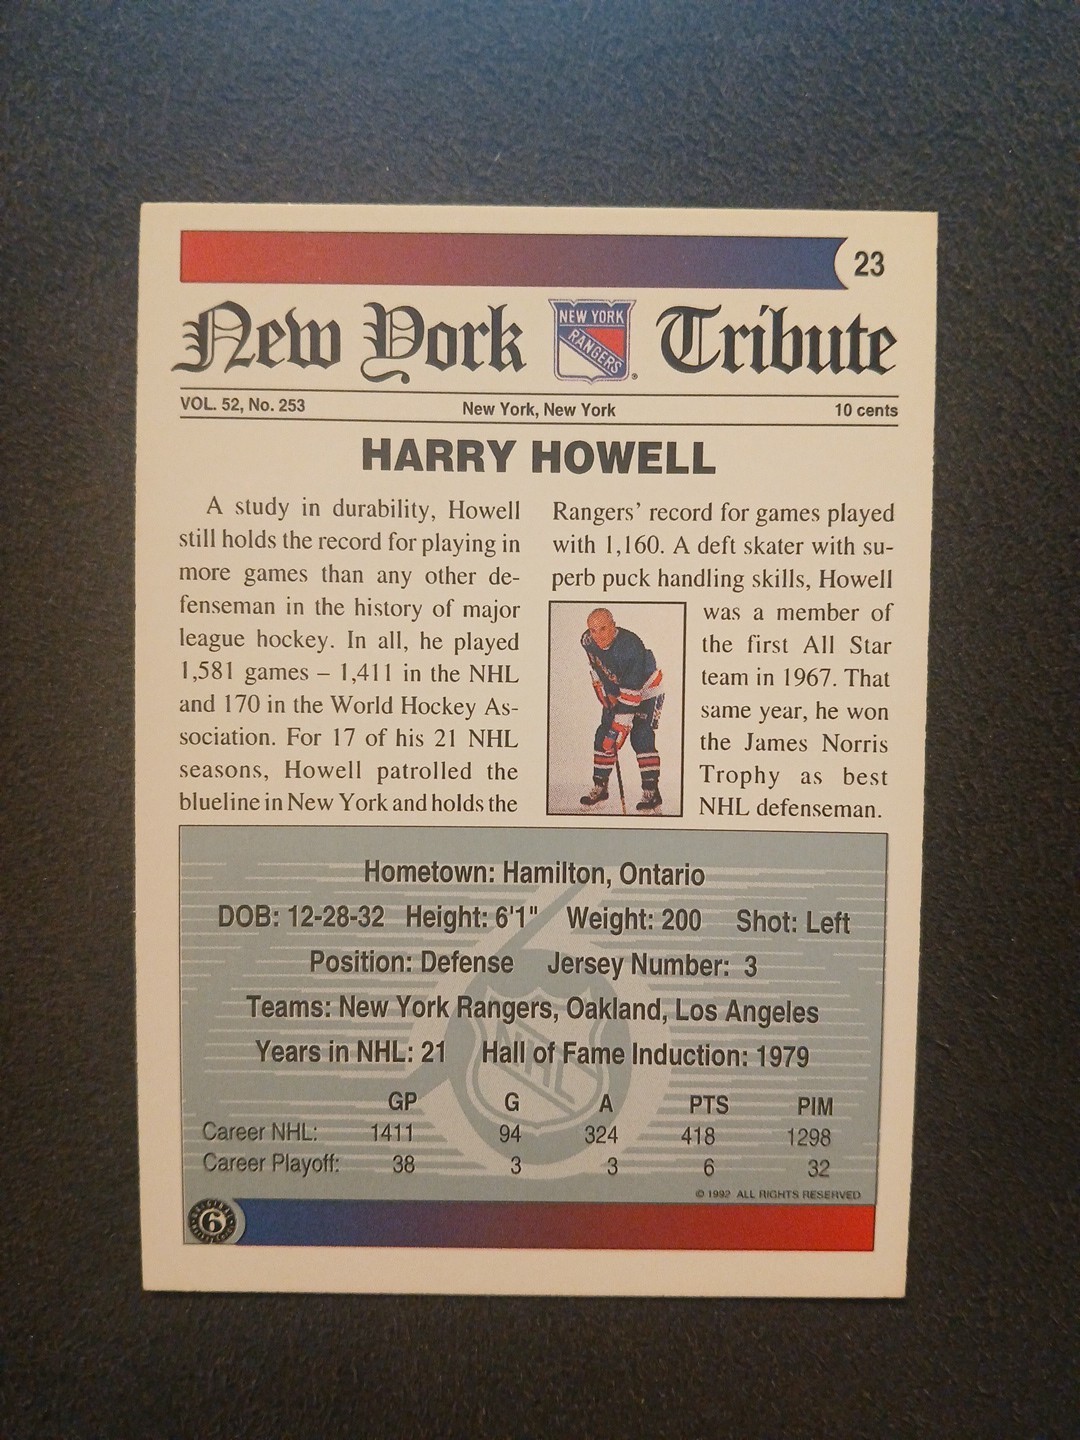 23
New York
NEW YORK
RANGERS
Tribute
VOL. 52, No. 253 New York, New York 10 cents
HARRY HOWELL
A study in durability, Howell
still holds the record for playing in
more games than any other de-
fenseman in the history of major
league hockey. In all, he played
1,581 games – 1,411 in the NHL
and 170 in the World Hockey As-
sociation. For 17 of his 21 NHL
seasons, Howell patrolled the
blueline in New York and holds the
Rangers' record for games played
with 1,160. A deft skater with su-
perb puck handling skills, Howell
was a member of
the first All Star
team in 1967. That
same year, he won
the James Norris
Trophy as best
NHL defenseman.
Hometown: Hamilton, Ontario
DOB: 12-28-32 Height: 6'1" Weight: 200 Shot: Left
Position: Defense Jersey Number: 3
Teams: New York Rangers, Oakland, Los Angeles
Years in NHL: 21 Hall of Fame Induction: 1979
GP G A PTS PIM
Career NHL: 1411 94 324 418 1298
Career Playoff: 38 3 3 6 32
© 1992 ALL RIGHTS RESERVED
6